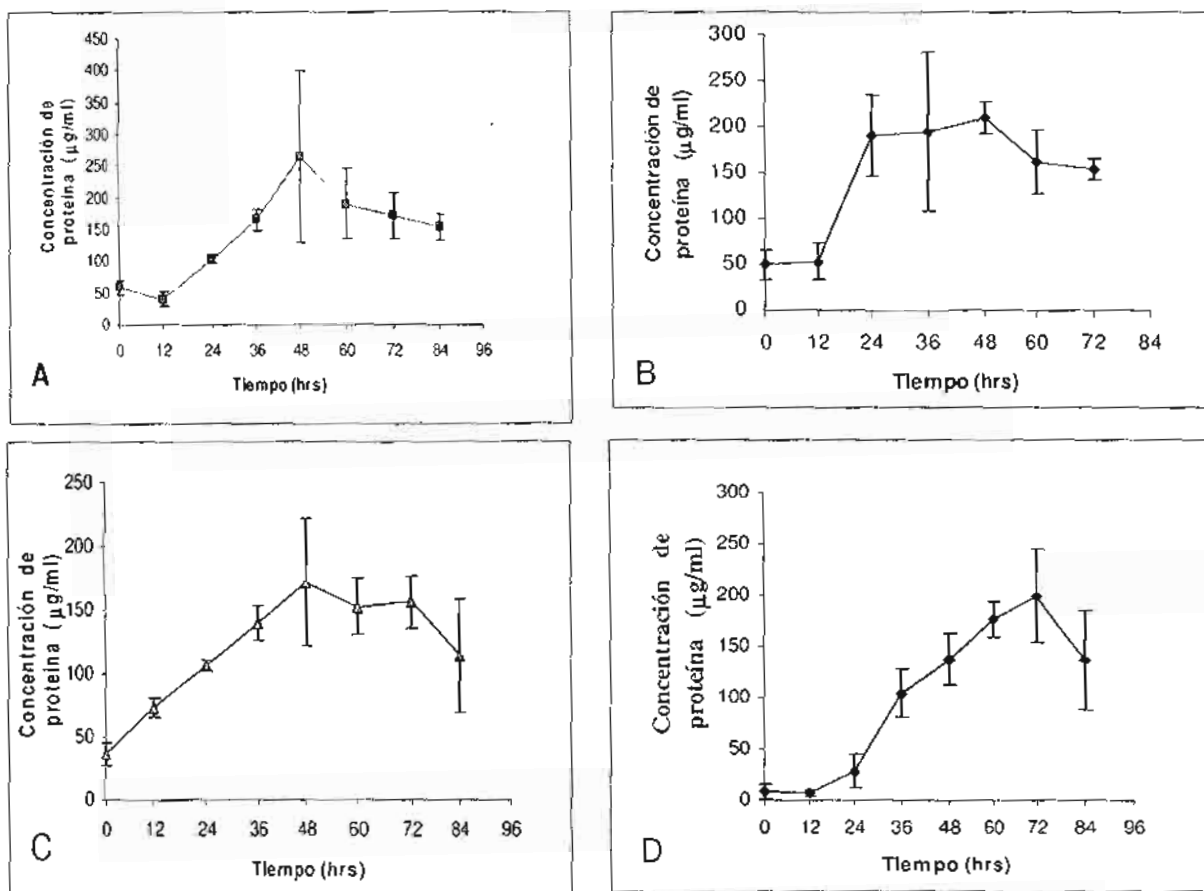 450
400
350
300
250
200
150
100
50
0
Concentración de
proteína (µg/ml)
0 12 24 36 48 60 72 84 96
Tiempo (hrs)
A
300
250
200
150
100
50
0
Concentración de
proteína (µg/ml)
0 12 24 36 48 60 72 84
Tiempo (hrs)
B
250
200
150
100
50
0
Concentración de
proteína (µg/ml)
0 12 24 36 48 60 72 84 96
Tiempo (hrs)
C
300
250
200
150
100
50
0
Concentración de
proteína (µg/ml)
0 12 24 36 48 60 72 84 96
Tiempo (hrs)
D